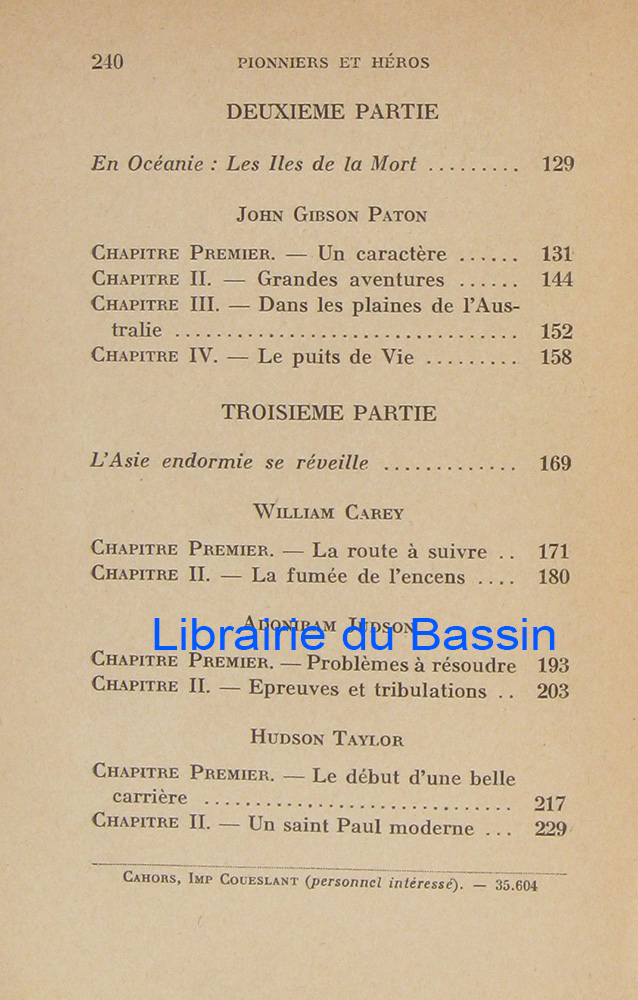 240 PIONNIERS ET HÉROS
DEUXIEME PARTIE
En Océanie : Les Iles de la Mort ......... 129
JOHN GIBSON PATON
CHAPITRE PREMIER. — Un caractère ...... 131
CHAPITRE II. — Grandes aventures ...... 144
CHAPITRE III. — Dans les plaines de l'Aus-
tralie ................................. 152
CHAPITRE IV. — Le puits de Vie ......... 158
TROISIEME PARTIE
L'Asie endormie se réveille ............. 169
WILLIAM CAREY
CHAPITRE PREMIER. — La route à suivre .. 171
CHAPITRE II. — La fumée de l'encens .... 180
ADONIRAM JUDSON
Librairie du Bassin
CHAPITRE PREMIER. — Problèmes à résoudre 193
CHAPITRE II. — Epreuves et tribulations .. 203
HUDSON TAYLOR
CHAPITRE PREMIER. — Le début d'une belle
carrière .............................. 217
CHAPITRE II. — Un saint Paul moderne ... 229
CAHORS, IMP COUESLANT (personnel intéressé). — 35.604